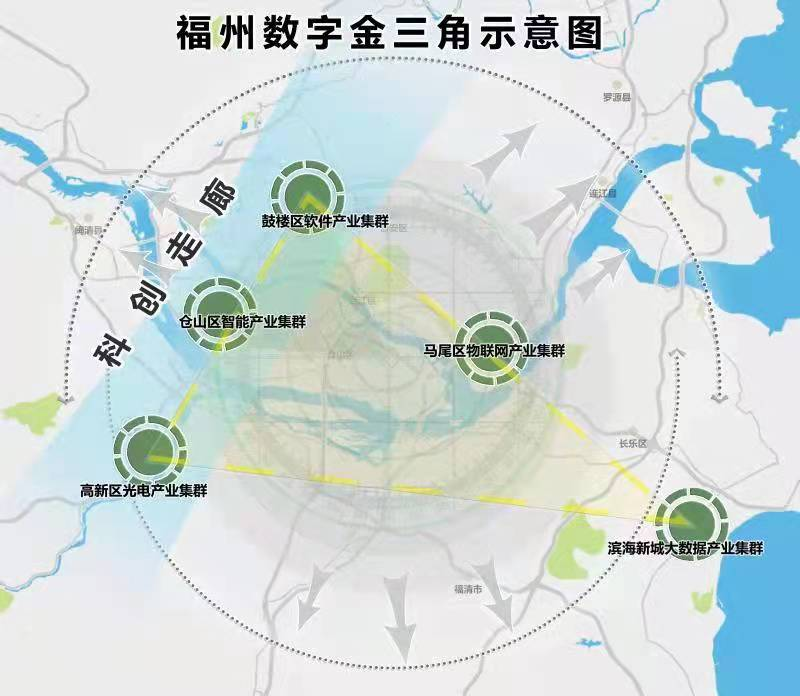 福州数字金三角示意图
罗源县
连江县
科创走廊
鼓楼区软件产业集群
闽清县
仓山区智能产业集群
马尾区物联网产业集群
仓山区
长乐区
高新区光电产业集群
滨海新城大数据产业集群
福清市